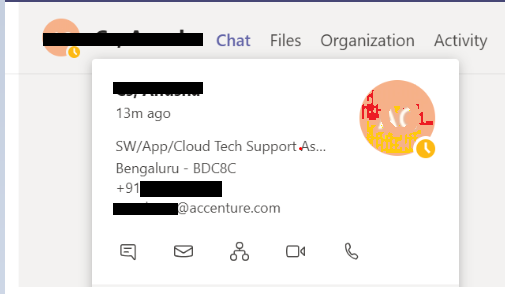 Chat Files Organization Activity
13m ago
SW/App/Cloud Tech Support As...
Bengaluru - BDC8C
+91
@accenture.com